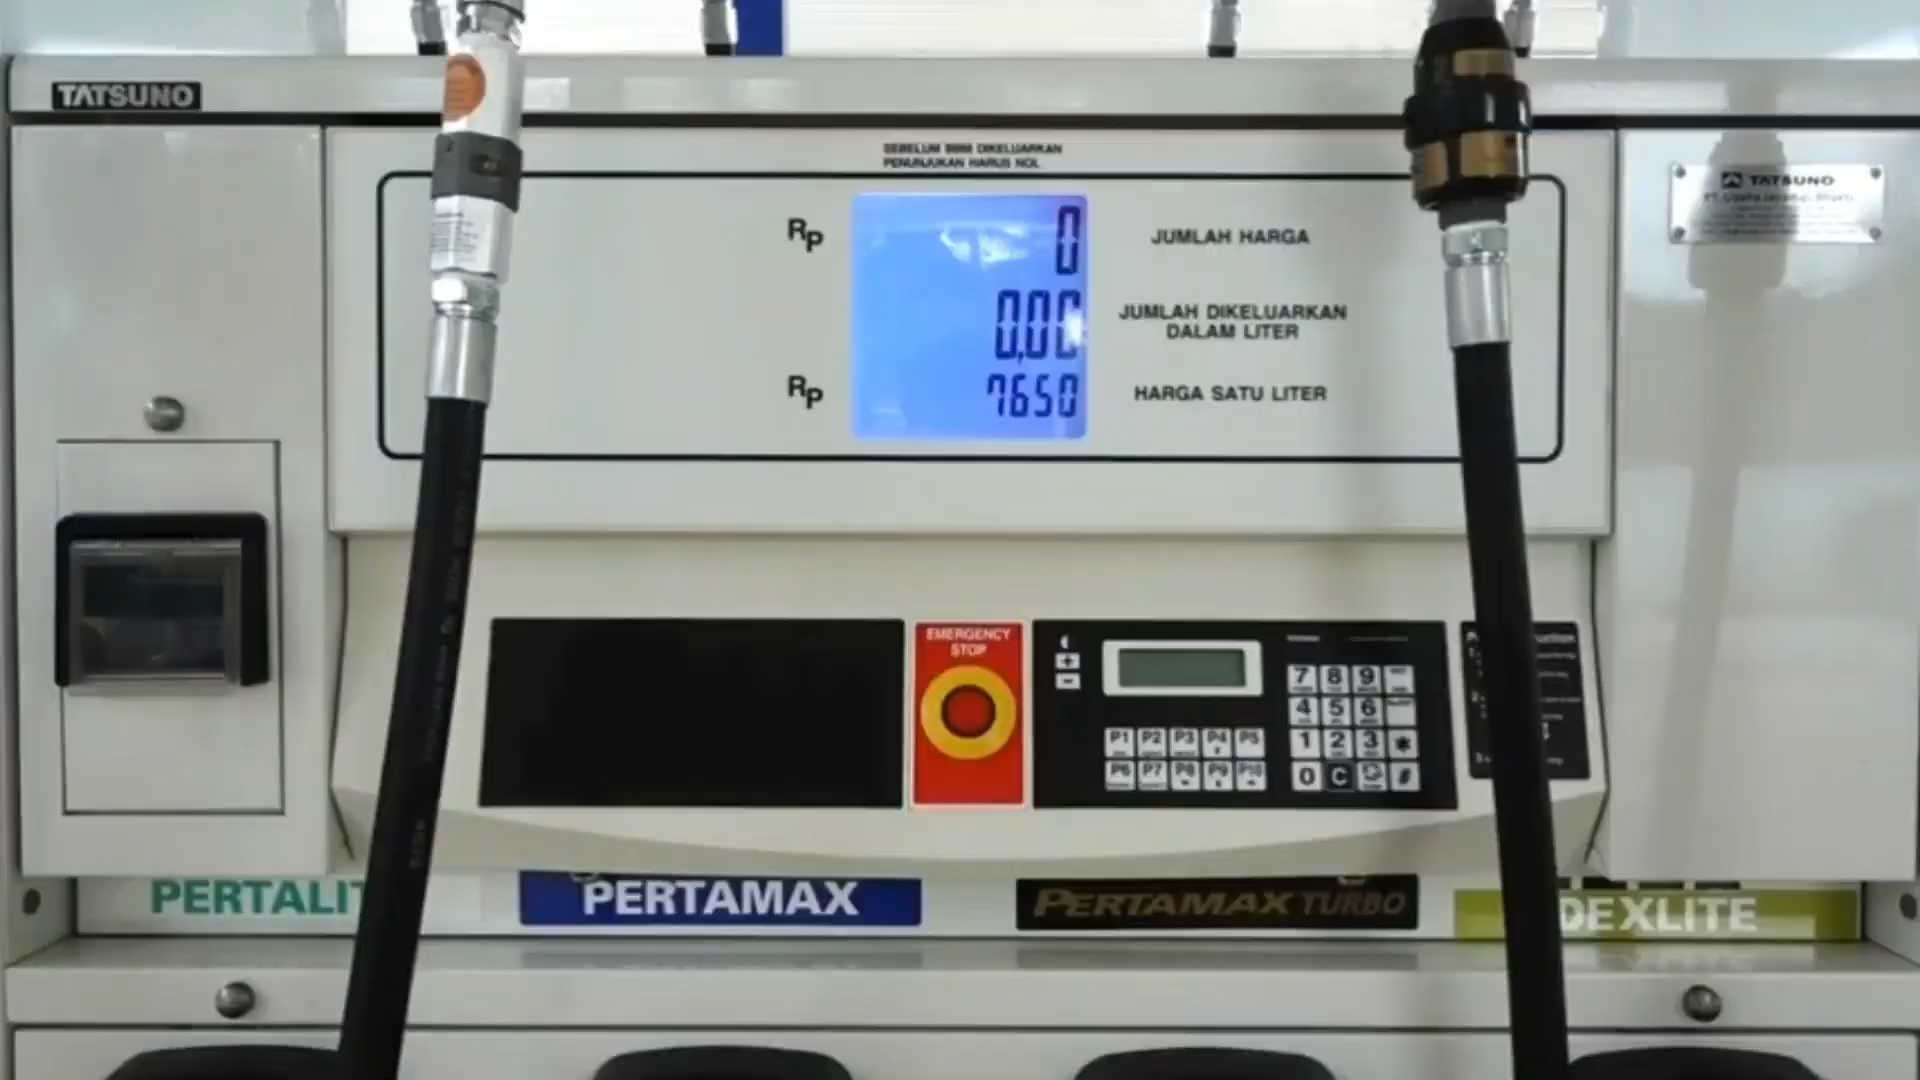 TATSUNO
SEBELUM BBM DIKELUARKAN
PENUNJUKAN HARUS NOL
TATSUNO
RP
0
JUMLAH HARGA
0,00
JUMLAH DIKELUARKAN
DALAM LITER
RP
7650
HARGA SATU LITER
EMERGENCY
STOP
+
-
7 8 9
4 5 6
1 2 3 *
0 C #
P1 P2 P3 P4 P5
P6 P7 P8 P9 P10
PERTALIT
PERTAMAX
PERTAMAX TURBO
DEXLITE